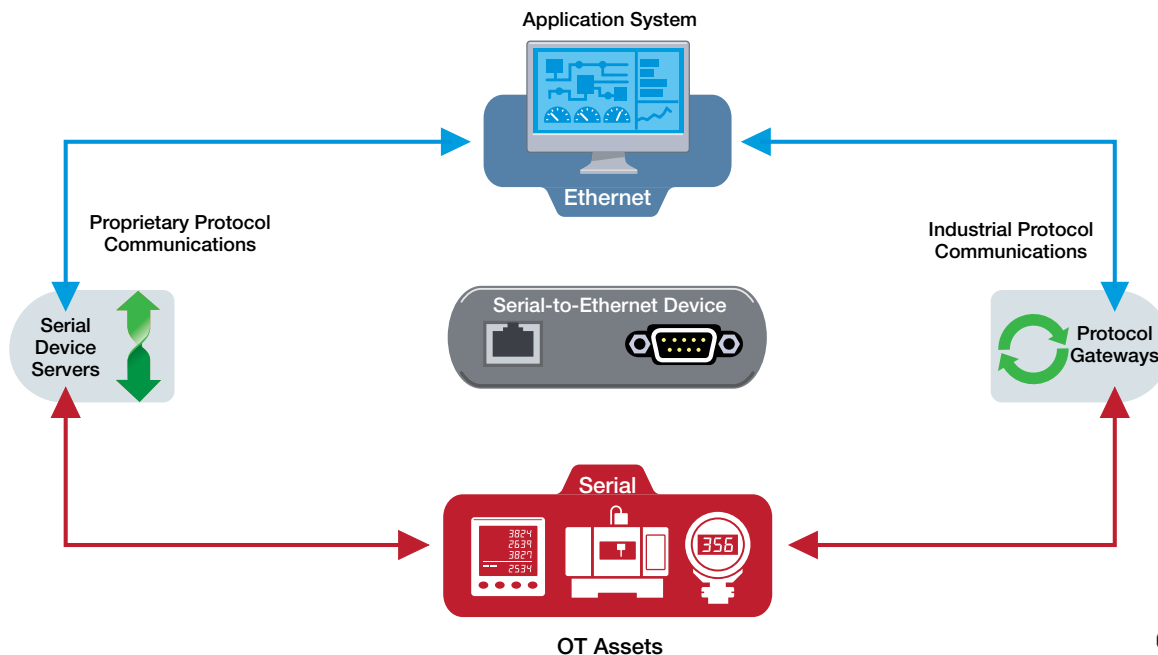 Application System
Ethernet
Proprietary Protocol
Communications
Industrial Protocol
Communications
Serial-to-Ethernet Device
Serial
Device
Servers
Protocol
Gateways
Serial
3824
2639
3827
2534
356
OT Assets